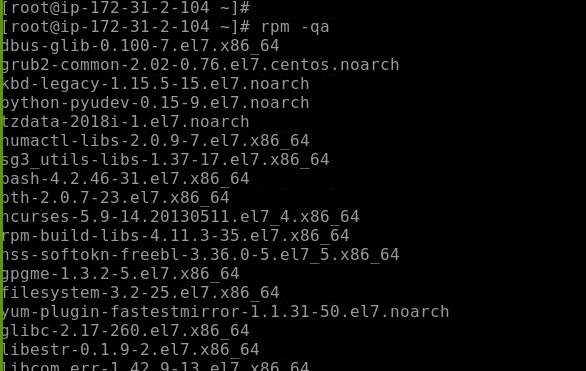 [root@ip-172-31-2-104 ~]#
[root@ip-172-31-2-104 ~]# rpm -qa
dbus-glib-0.100-7.el7.x86_64
grub2-common-2.02-0.76.el7.centos.noarch
kbd-legacy-1.15.5-15.el7.noarch
python-pyudev-0.15-9.el7.noarch
tzdata-2018i-1.el7.noarch
numactl-libs-2.0.9-7.el7.x86_64
sg3_utils-libs-1.37-17.el7.x86_64
bash-4.2.46-31.el7.x86_64
pth-2.0.7-23.el7.x86_64
ncurses-5.9-14.20130511.el7_4.x86_64
rpm-build-libs-4.11.3-35.el7.x86_64
nss-softokn-freebl-3.36.0-5.el7_5.x86_64
gpgme-1.3.2-5.el7.x86_64
filesystem-3.2-25.el7.x86_64
yum-plugin-fastestmirror-1.1.31-50.el7.noarch
glibc-2.17-260.el7.x86_64
libestr-0.1.9-2.el7.x86_64
libcom_err-1.42.9-13.el7.x86_64